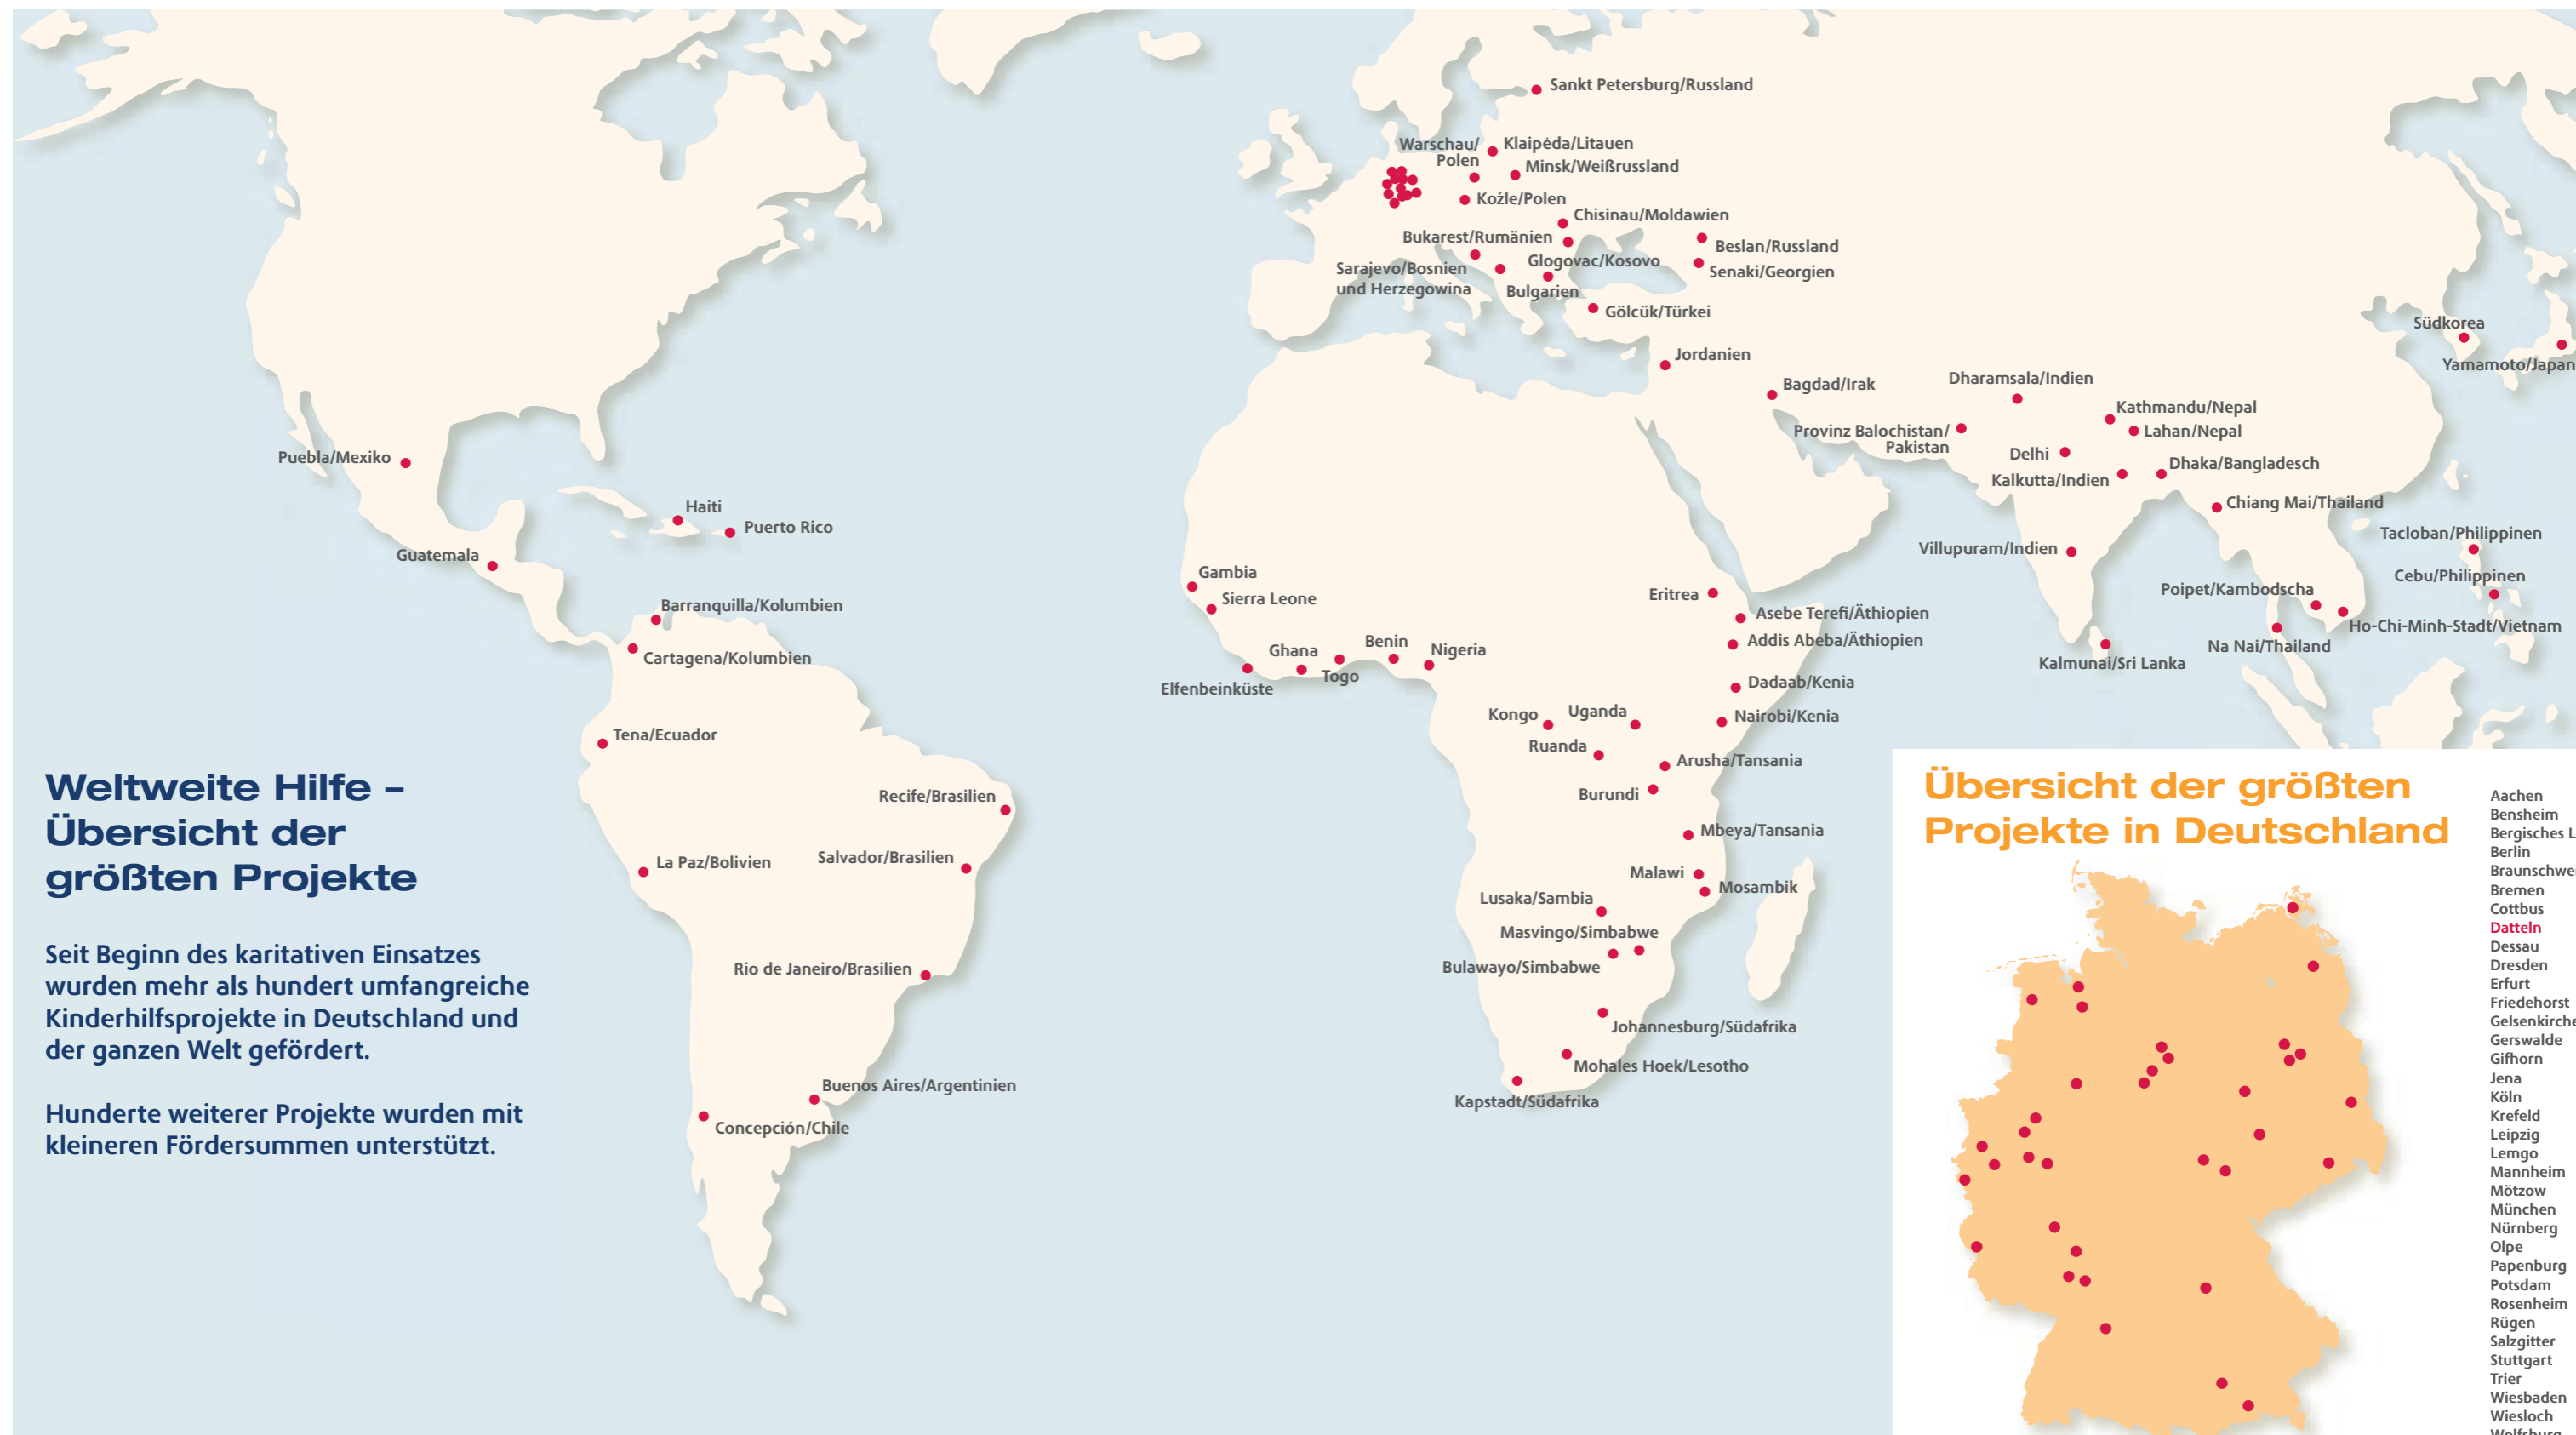 Sankt Petersburg/Russland
Warschau/
Polen
Klaipėda/Litauen
Minsk/Weißrussland
Koźle/Polen
Chisinau/Moldawien
Bukarest/Rumänien
Beslan/Russland
Glogovac/Kosovo
Senaki/Georgien
Sarajevo/Bosnien
und Herzegowina
Bulgarien
Gölcük/Türkei
Südkorea
Yamamoto/Japan
Jordanien
Bagdad/Irak
Dharamsala/Indien
Kathmandu/Nepal
Provinz Balochistan/
Pakistan
Lahan/Nepal
Delhi
Dhaka/Bangladesch
Kalkutta/Indien
Chiang Mai/Thailand
Puebla/Mexiko
Haiti
Puerto Rico
Guatemala
Tacloban/Philippinen
Villupuram/Indien
Cebu/Philippinen
Poipet/Kambodscha
Ho-Chi-Minh-Stadt/Vietnam
Na Nai/Thailand
Kalmunai/Sri Lanka
Gambia
Sierra Leone
Eritrea
Asebe Terefi/Äthiopien
Addis Abeba/Äthiopien
Barranquilla/Kolumbien
Cartagena/Kolumbien
Ghana
Benin
Nigeria
Togo
Elfenbeinküste
Dadaab/Kenia
Kongo
Uganda
Nairobi/Kenia
Ruanda
Arusha/Tansania
Burundi
Tena/Ecuador
Recife/Brasilien
Mbeya/Tansania
La Paz/Bolivien
Salvador/Brasilien
Malawi
Mosambik
Lusaka/Sambia
Masvingo/Simbabwe
Bulawayo/Simbabwe
Rio de Janeiro/Brasilien
Johannesburg/Südafrika
Mohales Hoek/Lesotho
Kapstadt/Südafrika
Buenos Aires/Argentinien
Concepción/Chile
Weltweite Hilfe –
Übersicht der
größten Projekte
Seit Beginn des karitativen Einsatzes
wurden mehr als hundert umfangreiche
Kinderhilfsprojekte in Deutschland und
der ganzen Welt gefördert.
Hunderte weiterer Projekte wurden mit
kleineren Fördersummen unterstützt.
Übersicht der größten
Projekte in Deutschland
Aachen
Bensheim
Bergisches L
Berlin
Braunschwe
Bremen
Cottbus
Datteln
Dessau
Dresden
Erfurt
Friedehorst
Gelsenkirche
Gerswalde
Gifhorn
Jena
Köln
Krefeld
Leipzig
Lemgo
Mannheim
Mötzow
München
Nürnberg
Olpe
Papenburg
Potsdam
Rosenheim
Rügen
Salzgitter
Stuttgart
Trier
Wiesbaden
Wiesloch